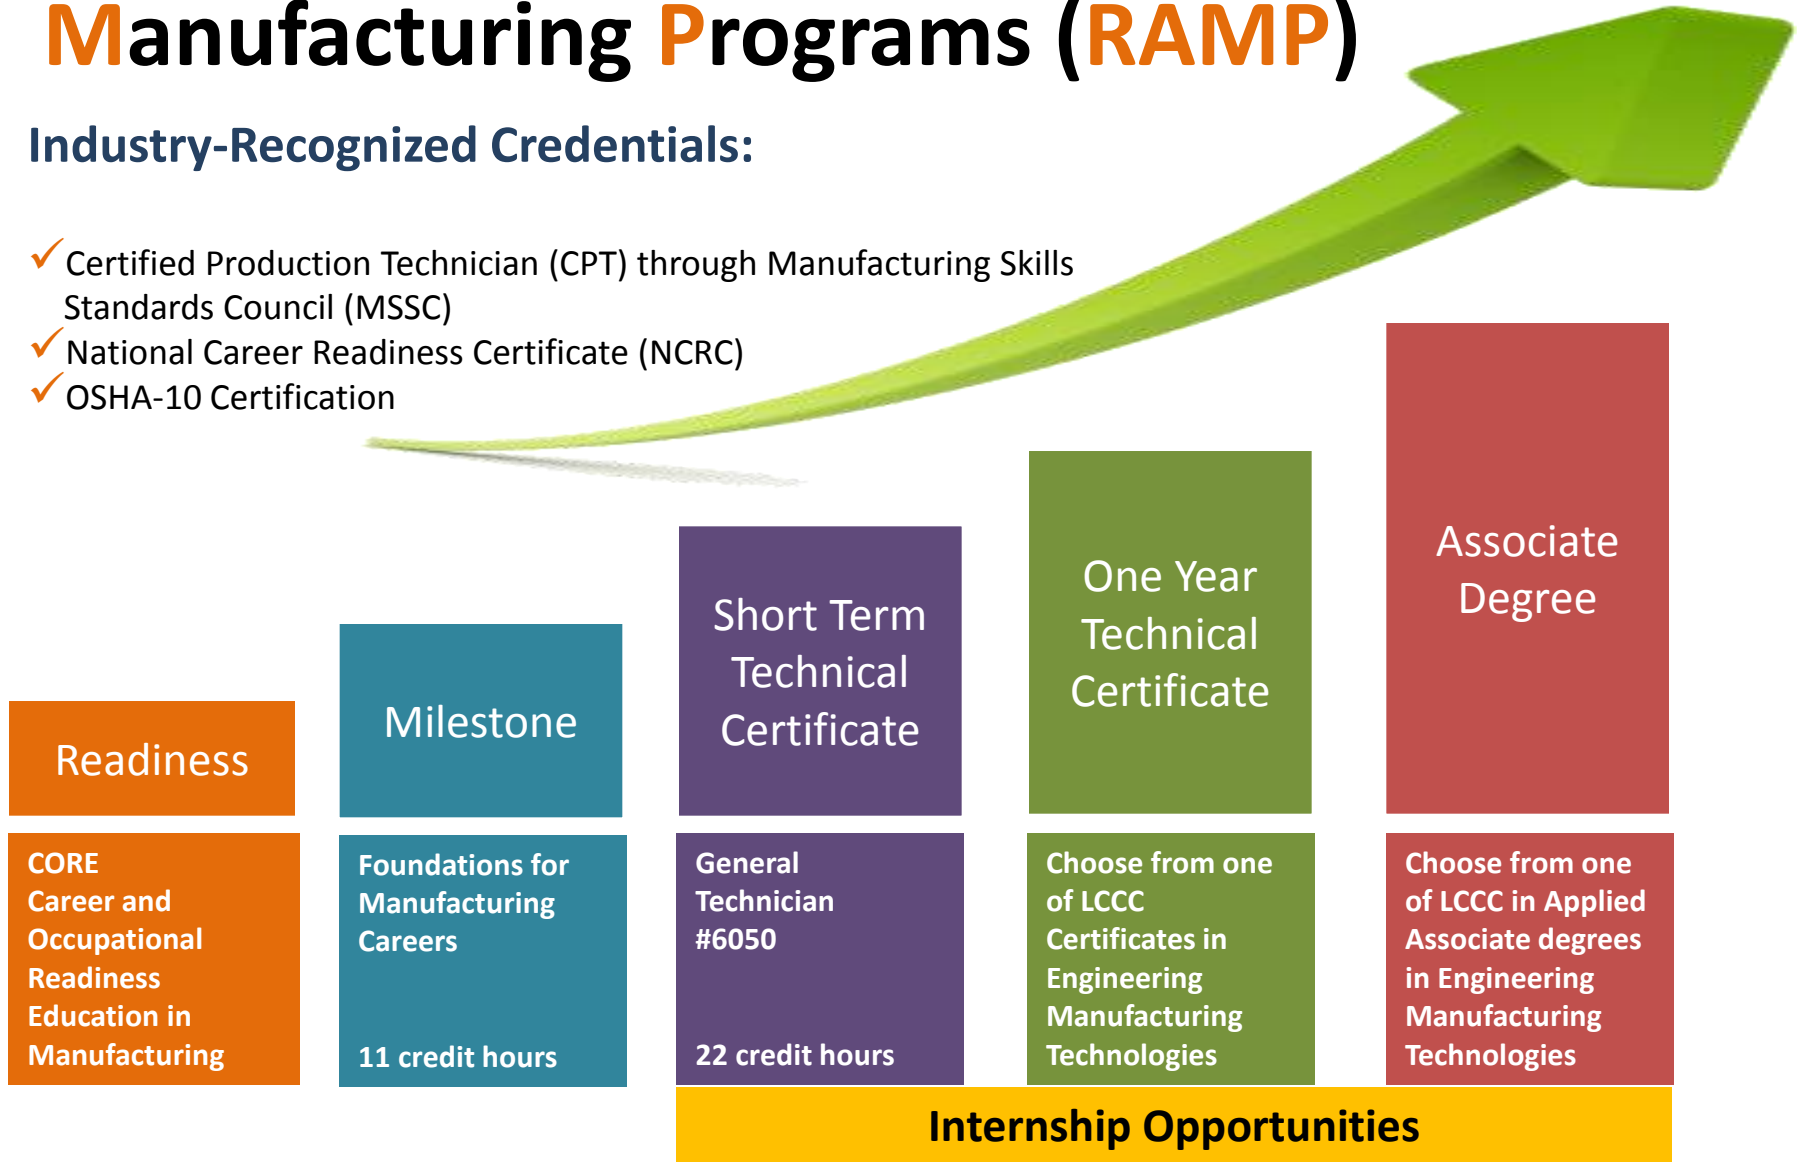 Manufacturing Programs (RAMP)
Industry-Recognized Credentials:
✓Certified Production Technician (CPT) through Manufacturing Skills
Standards Council (MSSC)
✓National Career Readiness Certificate (NCRC)
✓OSHA-10 Certification
Readiness
Milestone
Short Term
Technical
Certificate
One Year
Technical
Certificate
Associate
Degree
CORE
Career and
Occupational
Readiness
Education in
Manufacturing
Foundations for
Manufacturing
Careers
11 credit hours
General
Technician
#6050
22 credit hours
Choose from one
of LCCC
Certificates in
Engineering
Manufacturing
Technologies
Choose from one
of LCCC in Applied
Associate degrees
in Engineering
Manufacturing
Technologies
Internship Opportunities